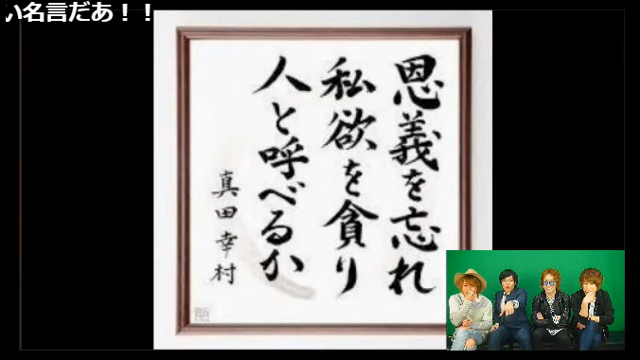 い名言だあ！！
恩義を忘れ
私欲を貪り
人と呼べるか
真田幸村